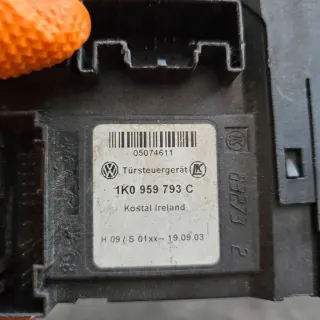 05074611
Türsteuergerät
1K0 959 793 C
Kostal Ireland
H 09 / S 01xx- 19.09.03